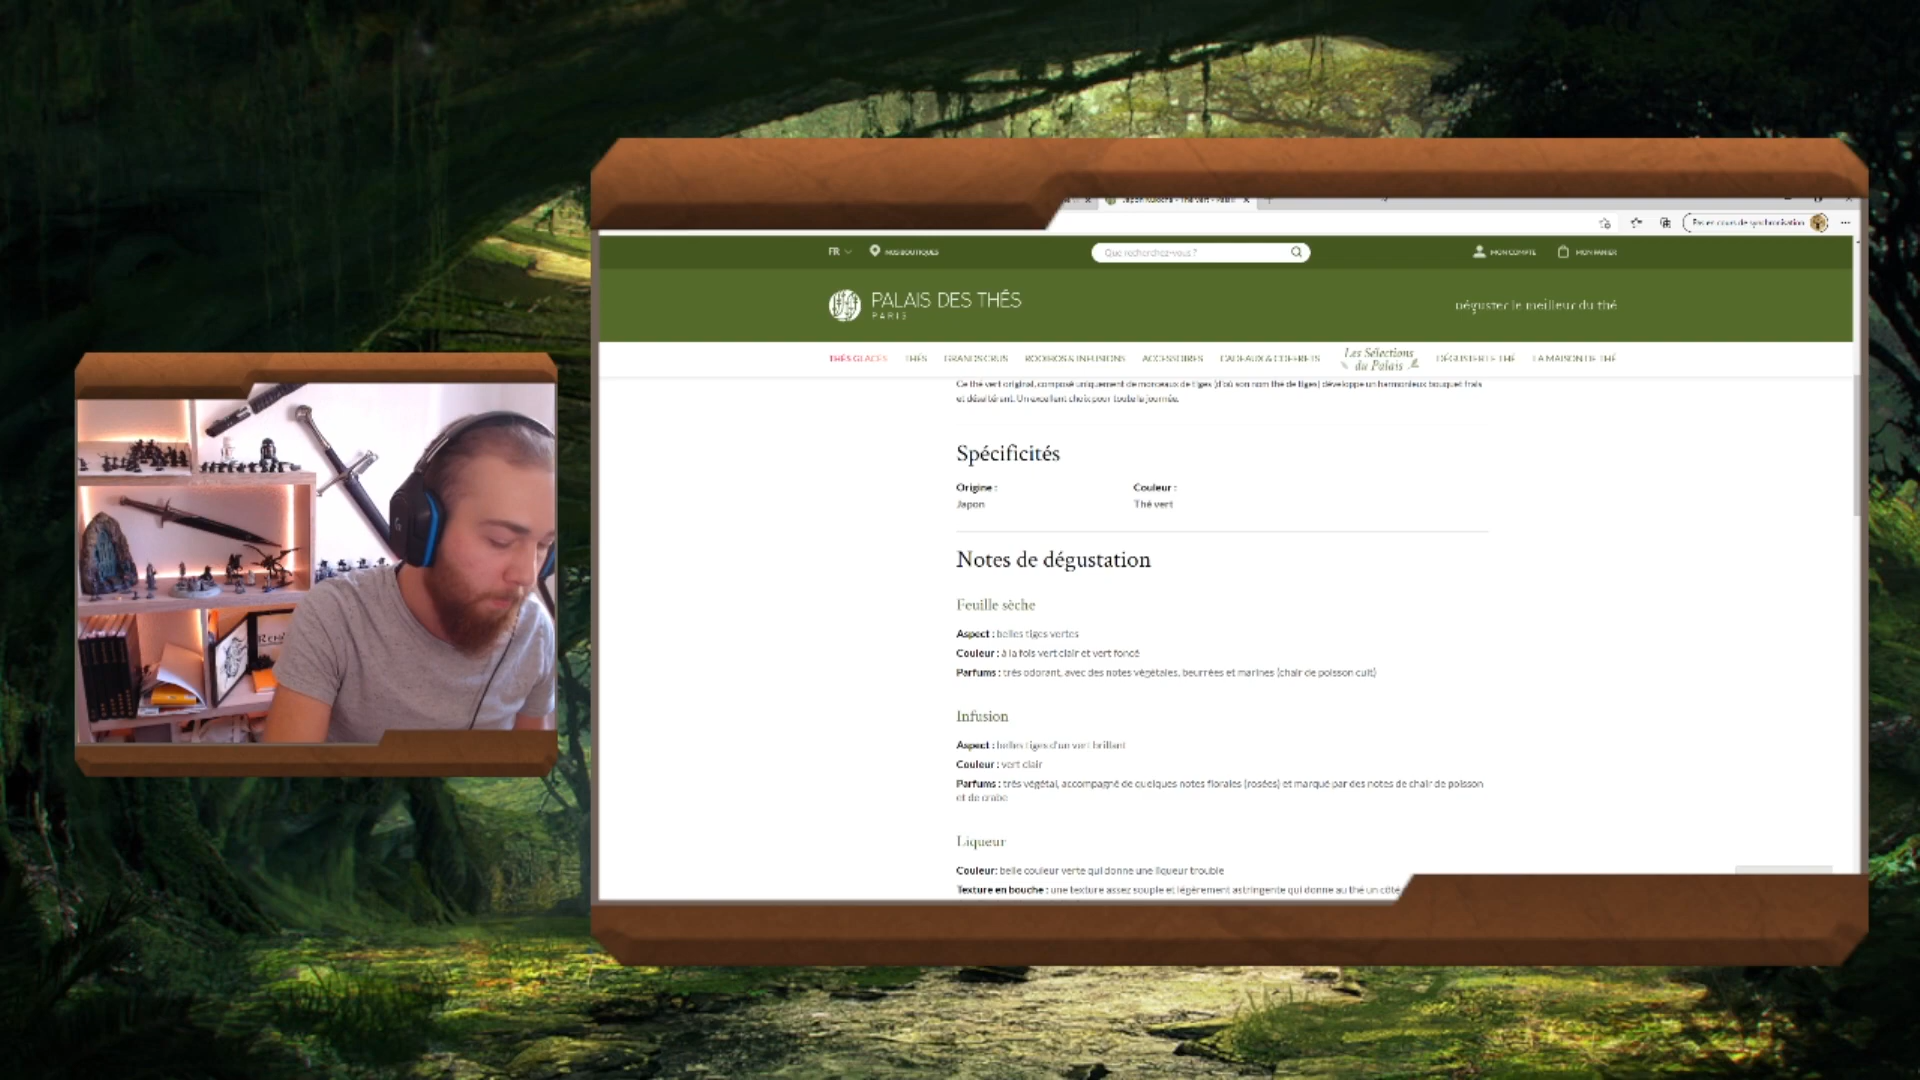 FR
NOS BOUTIQUES
Que recherchez-vous ?
MON COMPTE
MON PANIER
Pas en cours de synchronisation
PALAIS DES THÉS
PARIS
Déguster le meilleur du thé
THÉS GLACÉS
THÉS
GRANDS CRUS
ROOIBOS & INFUSIONS
ACCESSOIRES
CADEAUX & COFFRETS
Les Sélections
du Palais
DÉGUSTER LE THÉ
LA MAISON DE THÉ
Ce thé vert original, composé uniquement de morceaux de tiges (d'où son nom thé de tiges) développe un harmonieux bouquet frais
et désaltérant. Un excellent choix pour toute la journée.
Spécificités
Origine :
Couleur :
Japon
Thé vert
Notes de dégustation
Feuille sèche
Aspect : belles tiges vertes
Couleur : à la fois vert clair et vert foncé
Parfums : très odorant, avec des notes végétales, beurrées et marines (chair de poisson cuit)
Infusion
Aspect : belles tiges d'un vert brillant
Couleur : vert clair
Parfums : très végétal, accompagné de quelques notes florales (rosées) et marqué par des notes de chair de poisson
et de crabe
Liqueur
Couleur: belle couleur verte qui donne une liqueur trouble
Texture en bouche : une texture assez souple et légèrement astringente qui donne au thé un côté